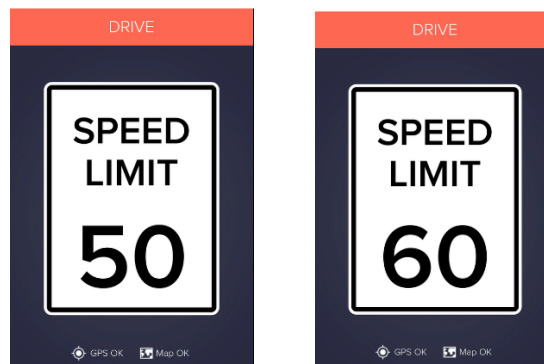 DRIVE
SPEED
LIMIT
50
GPS OK Map OK
DRIVE
SPEED
LIMIT
60
GPS OK Map OK